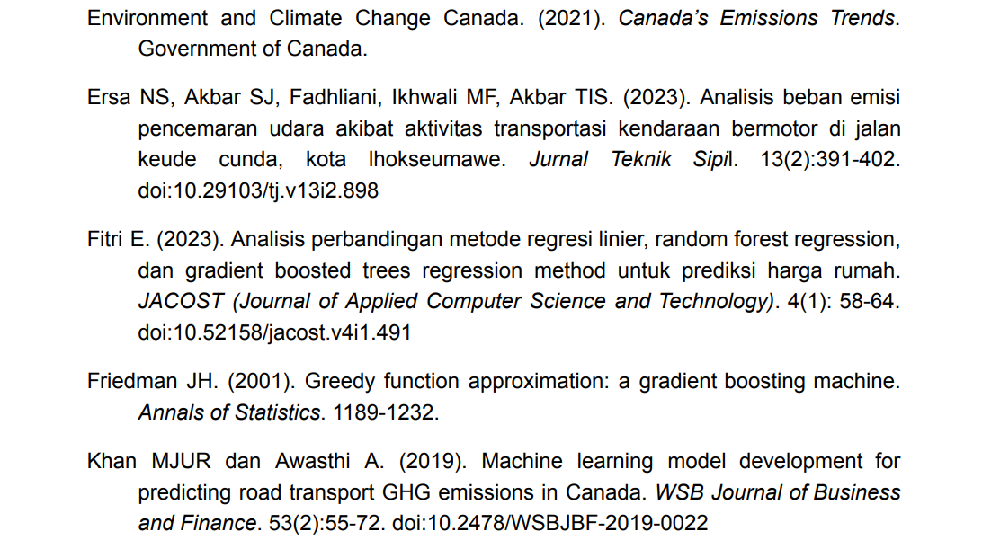 Environment and Climate Change Canada. (2021). Canada’s Emissions Trends.
Government of Canada.
Ersa NS, Akbar SJ, Fadhliani, Ikhwali MF, Akbar TIS. (2023). Analisis beban emisi
pencemaran udara akibat aktivitas transportasi kendaraan bermotor di jalan
keude cunda, kota lhokseumawe. Jurnal Teknik Sipil. 13(2):391-402.
doi:10.29103/tj.v13i2.898
Fitri E. (2023). Analisis perbandingan metode regresi linier, random forest regression,
dan gradient boosted trees regression method untuk prediksi harga rumah.
JACOST (Journal of Applied Computer Science and Technology). 4(1): 58-64.
doi:10.52158/jacost.v4i1.491
Friedman JH. (2001). Greedy function approximation: a gradient boosting machine.
Annals of Statistics. 1189-1232.
Khan MJUR dan Awasthi A. (2019). Machine learning model development for
predicting road transport GHG emissions in Canada. WSB Journal of Business
and Finance. 53(2):55-72. doi:10.2478/WSBJBF-2019-0022